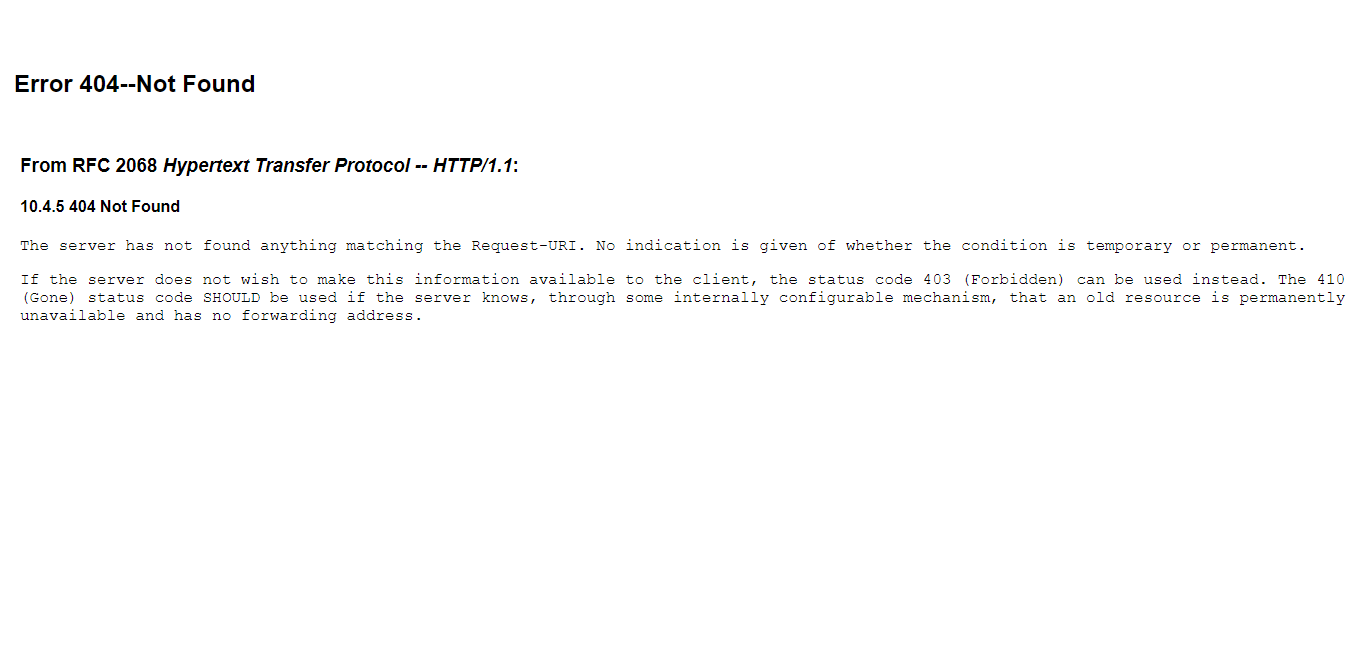 Error 404--Not Found
From RFC 2068 Hypertext Transfer Protocol -- HTTP/1.1:
10.4.5 404 Not Found
The server has not found anything matching the Request-URI. No indication is given of whether the condition is temporary or permanent.
If the server does not wish to make this information available to the client, the status code 403 (Forbidden) can be used instead. The 410
(Gone) status code SHOULD be used if the server knows, through some internally configurable mechanism, that an old resource is permanently
unavailable and has no forwarding address.